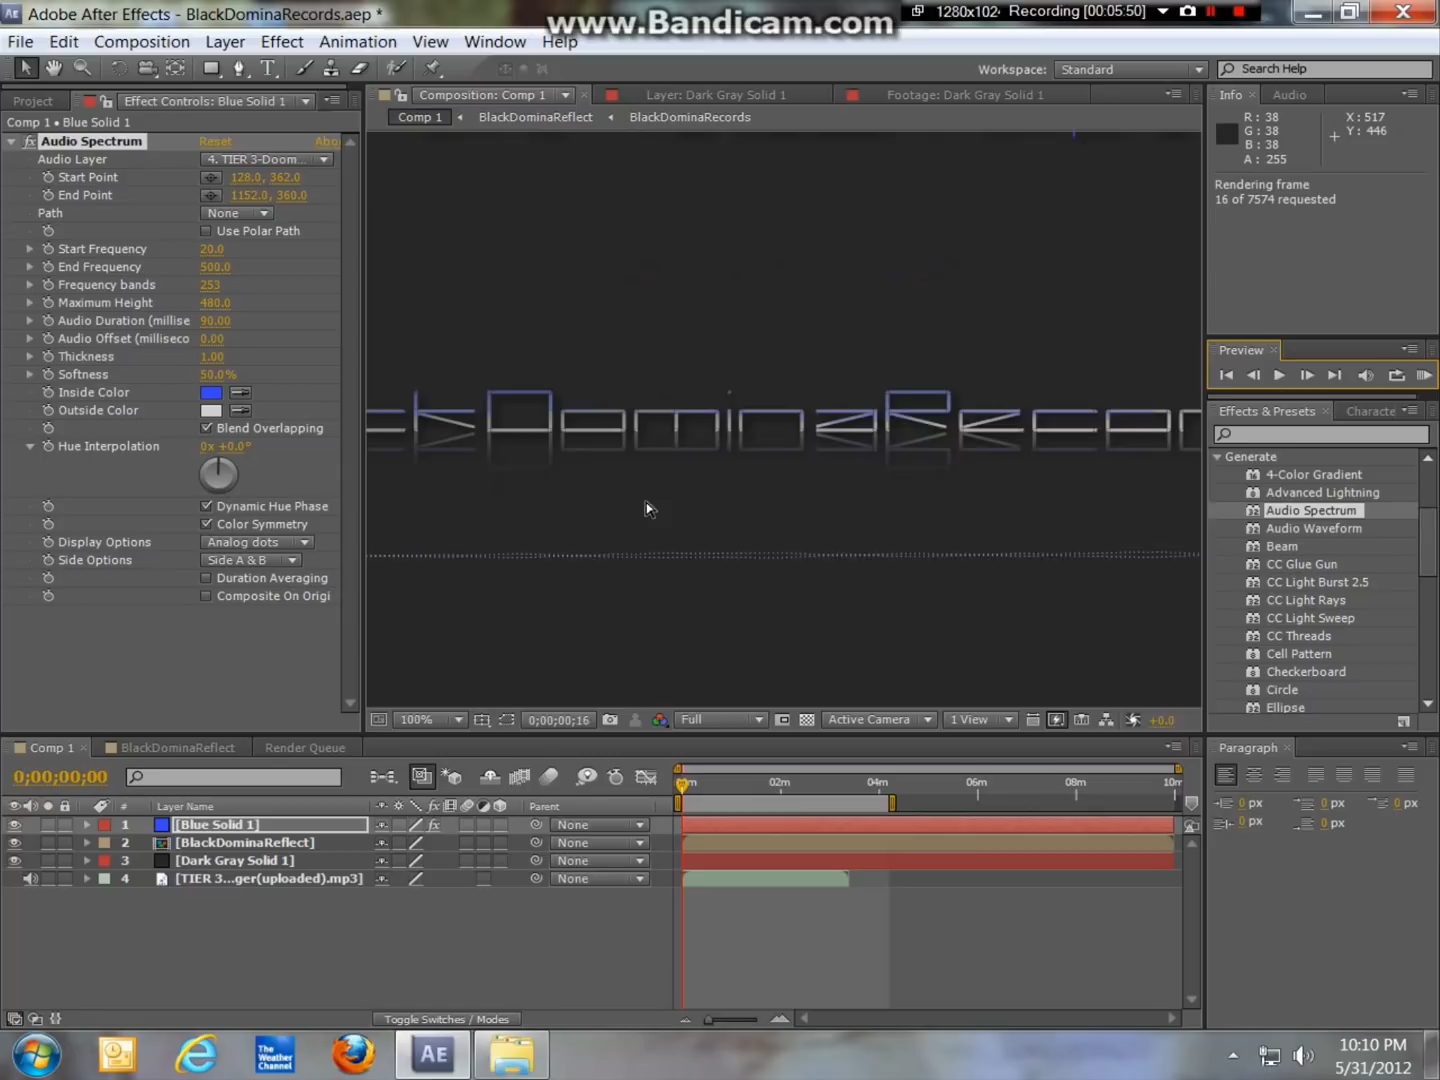 Adobe After Effects - BlackDominaRecords.aep *
www.Bandicam.com
1280x102
Recording [00:05:50]
File Edit Composition Layer Effect Animation View Window Help
Workspace: Standard
Search Help
Project
Effect Controls: Blue Solid 1
Composition: Comp 1
Layer: Dark Gray Solid 1
Footage: Dark Gray Solid 1
Info
Audio
Comp 1 • Blue Solid 1
Comp 1
BlackDominaReflect
BlackDominaRecords
R: 38
G: 38
B: 38
A: 255
X: 517
Y: 446
Rendering frame
16 of 7574 requested
fx Audio Spectrum Reset Abo
Audio Layer 4. TIER 3-Doom...
Start Point 128.0, 362.0
End Point 1152.0, 360.0
Path None
Use Polar Path
Start Frequency 20.0
End Frequency 500.0
Frequency bands 253
Maximum Height 480.0
Audio Duration (millise 90.00
Audio Offset (milliseco 0.00
Thickness 1.00
Softness 50.0%
Inside Color
Outside Color
Blend Overlapping
Hue Interpolation 0x +0.0°
Dynamic Hue Phase
Color Symmetry
Display Options Analog dots
Side Options Side A & B
Duration Averaging
Composite On Origi
Preview
Effects & Presets
Characte
Generate
4-Color Gradient
Advanced Lightning
Audio Spectrum
Audio Waveform
Beam
CC Glue Gun
CC Light Burst 2.5
CC Light Rays
CC Light Sweep
CC Threads
Cell Pattern
Checkerboard
Circle
Ellipse
100%
0;00;00;16
Full
Active Camera
1 View
+0.0
Comp 1
BlackDominaReflect
Render Queue
0;00;00;00
02m 04m 06m 08m 10m
# Layer Name
Parent
1 [Blue Solid 1] fx None
2 [BlackDominaReflect] None
3 [Dark Gray Solid 1] None
4 [TIER 3...ger(uploaded).mp3] None
Toggle Switches / Modes
Paragraph
0 px 0 px 0 px
0 px 0 px
AE
The Weather Channel
10:10 PM
5/31/2012